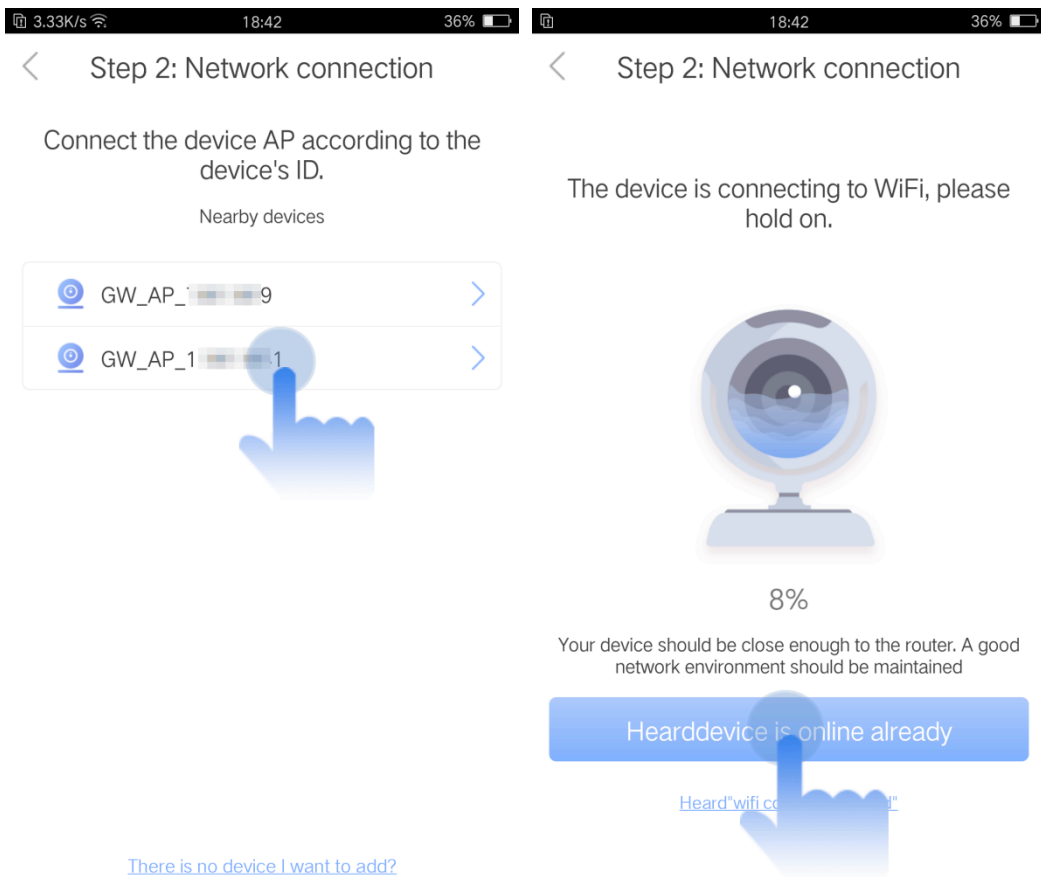 3.33K/s 18:42 36%
Step 2: Network connection
Connect the device AP according to the
device's ID.
Nearby devices
GW_AP_ 9
GW_AP_1 1
There is no device I want to add?
18:42 36%
Step 2: Network connection
The device is connecting to WiFi, please
hold on.
8%
Your device should be close enough to the router. A good
network environment should be maintained
Hearddevice is online already
Heard"wifi